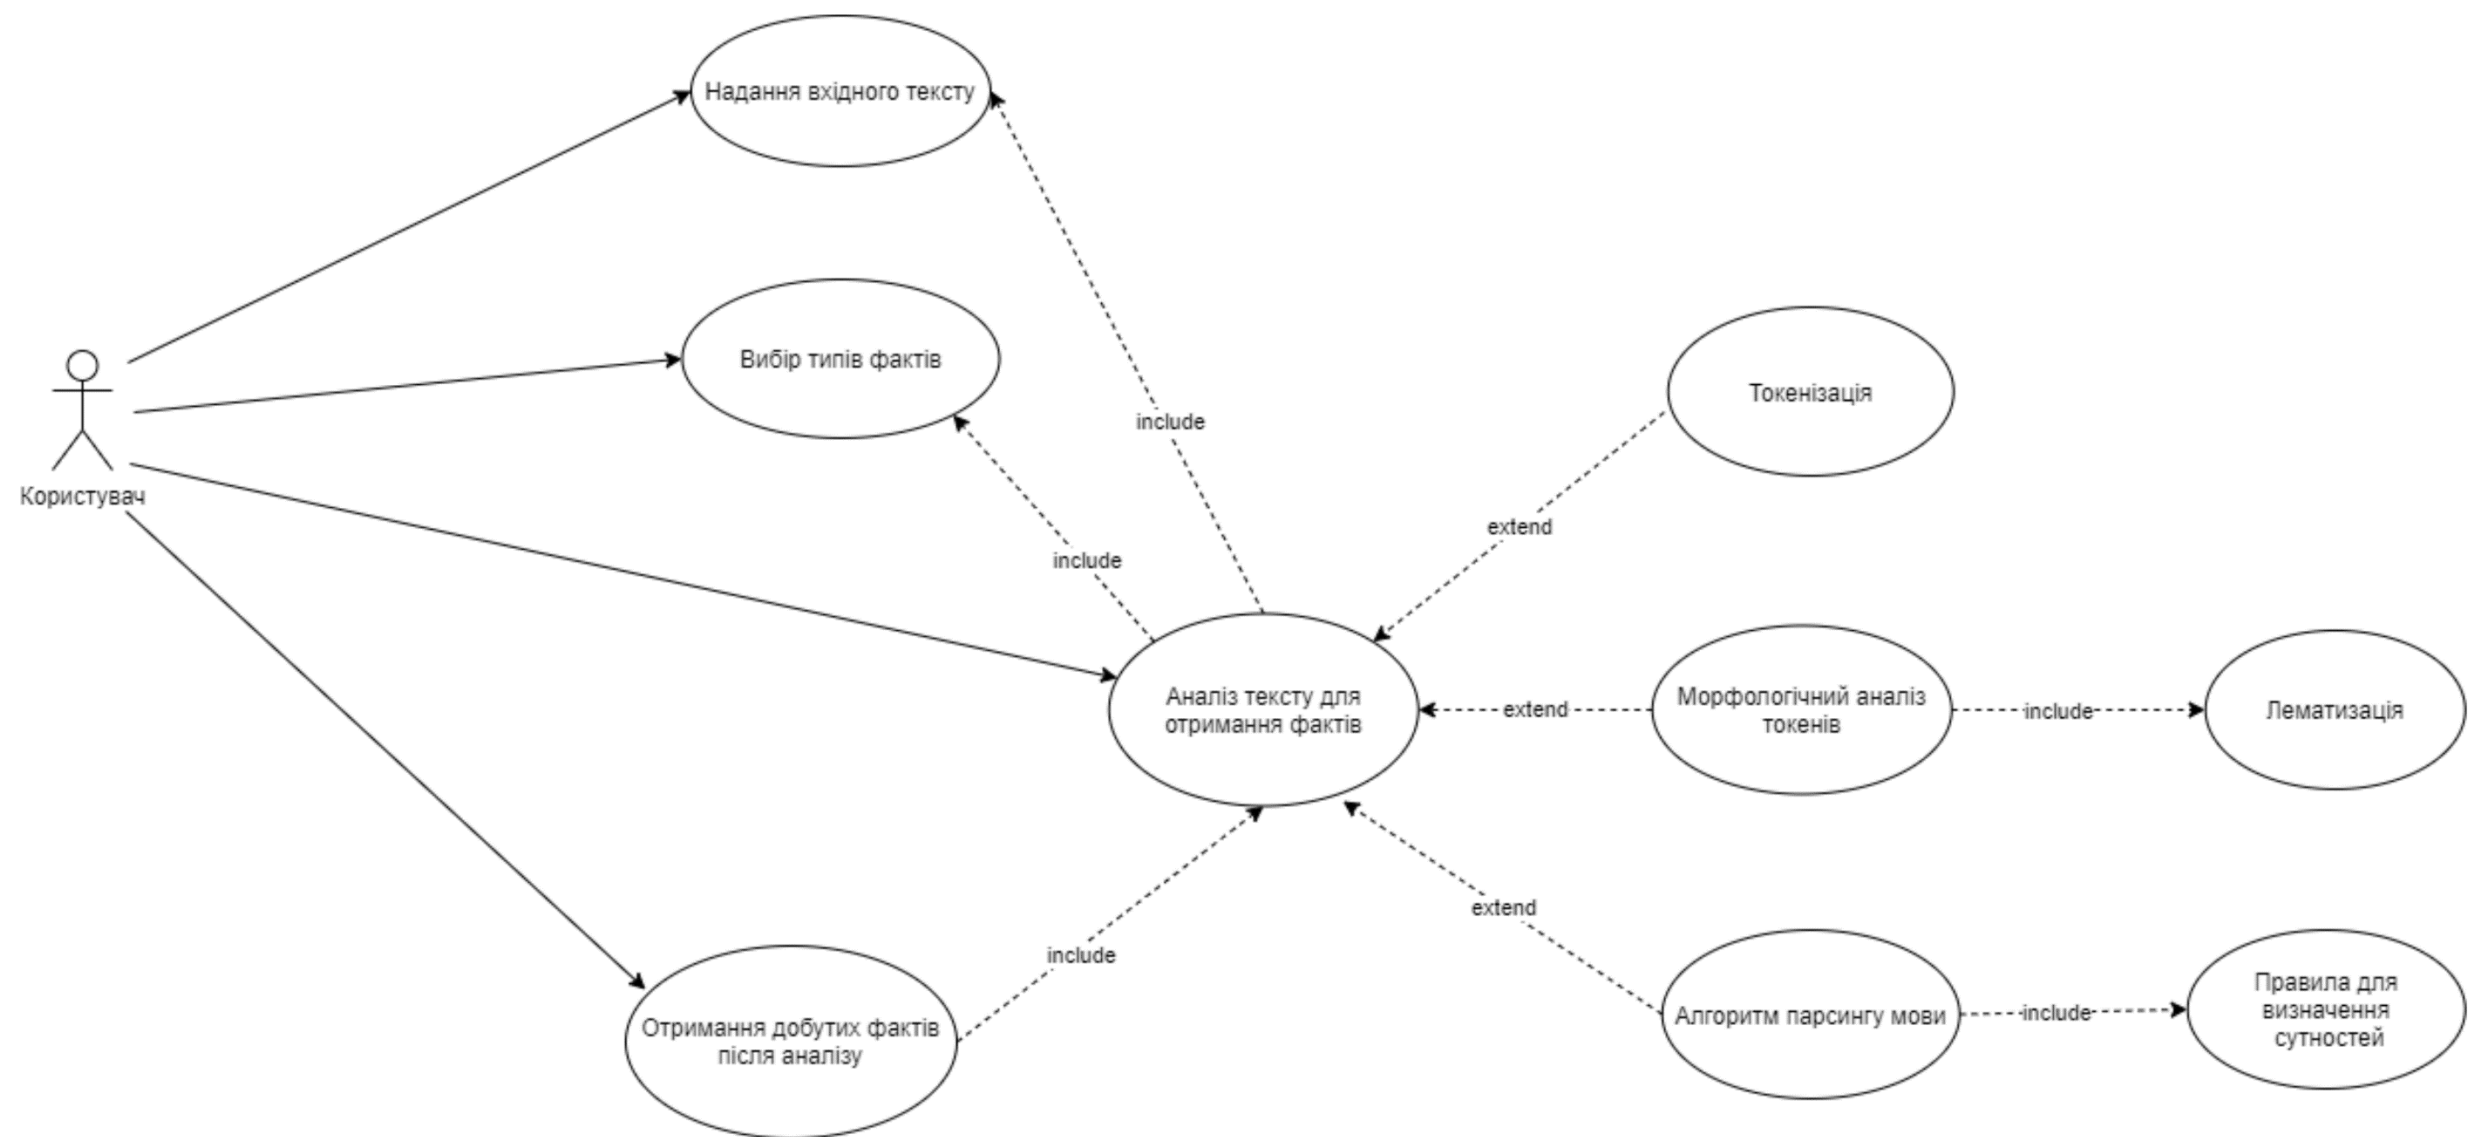 Надання вхідного тексту
Вибір типів фактів
Токенізація
include
Користувач
extend
include
Аналіз тексту для
отримання фактів
extend
Морфологічний аналіз
токенів
include
Лематизація
extend
include
Отримання добутих фактів
після аналізу
Алгоритм парсингу мови
include
Правила для
визначення
сутностей